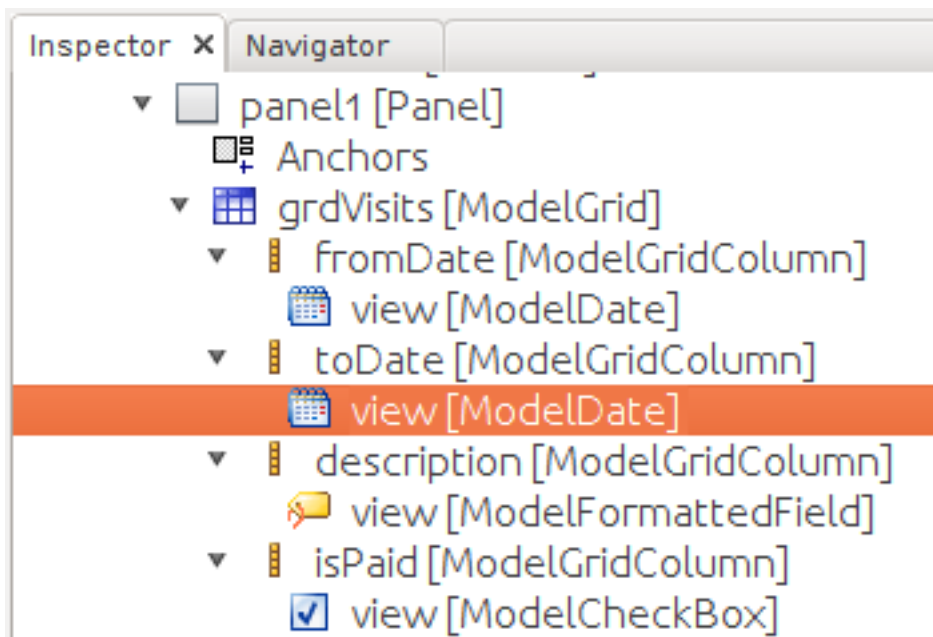 Inspector Navigator
panel1 [Panel]
Anchors
grdVisits [ModelGrid]
fromDate [ModelGridColumn]
view [ModelDate]
toDate [ModelGridColumn]
view [ModelDate]
description [ModelGridColumn]
view [ModelFormattedField]
isPaid [ModelGridColumn]
view [ModelCheckBox]